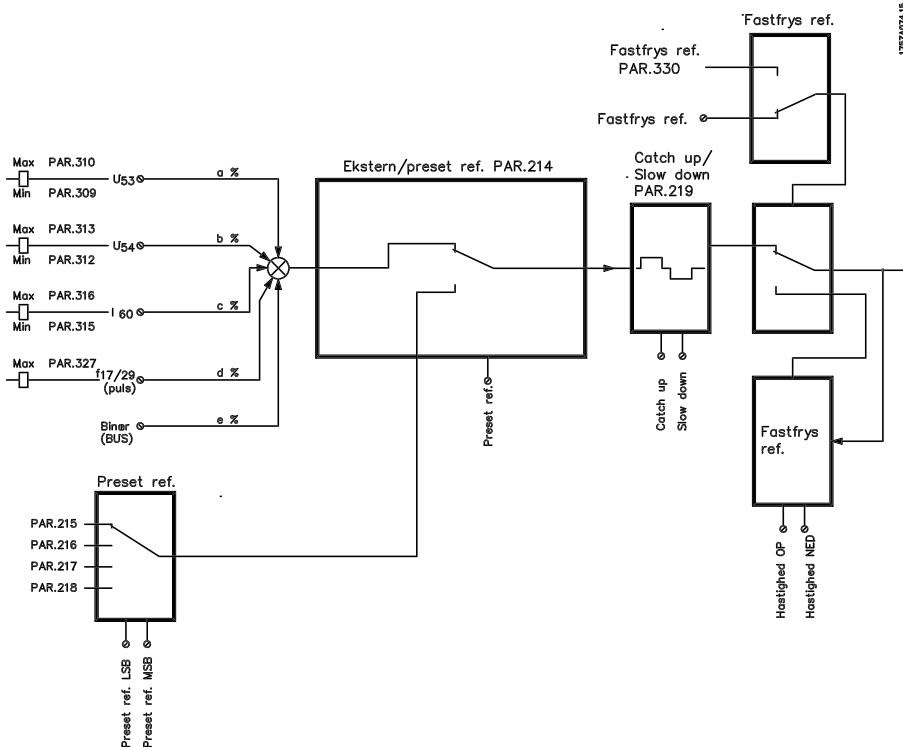 Fastfrys ref.
Fastfrys ref.
PAR.330
Fastfrys ref.
Catch up/
Slow down
PAR.219
Ekstern/preset ref. PAR.214
Max PAR.310
U53
a %
Min PAR.309
Max PAR.313
U54
b %
Min PAR.312
Max PAR.316
I 60
c %
Min PAR.315
Max PAR.327
f17/29
(puls)
d %
Binær
(BUS)
e %
Preset ref.
Catch up
Slow down
Fastfrys
ref.
Hastighed OP
Hastighed NED
Preset ref.
PAR.215
PAR.216
PAR.217
PAR.218
Preset ref. LSB
Preset ref. MSB